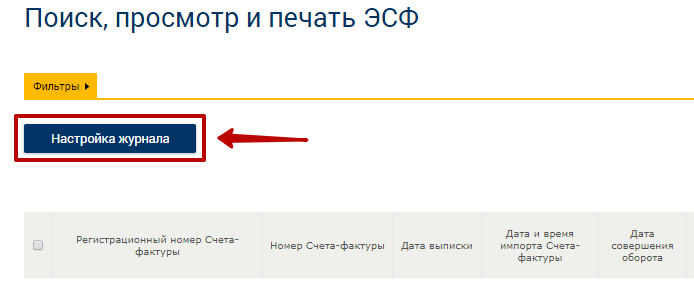 Поиск, просмотр и печать ЭСФ
Фильтры
Настройка журнала
Регистрационный номер Счета-
фактуры
Номер Счета-фактуры
Дата выписки
Дата и время
импорта Счета-
фактуры
Дата
совершения
оборота